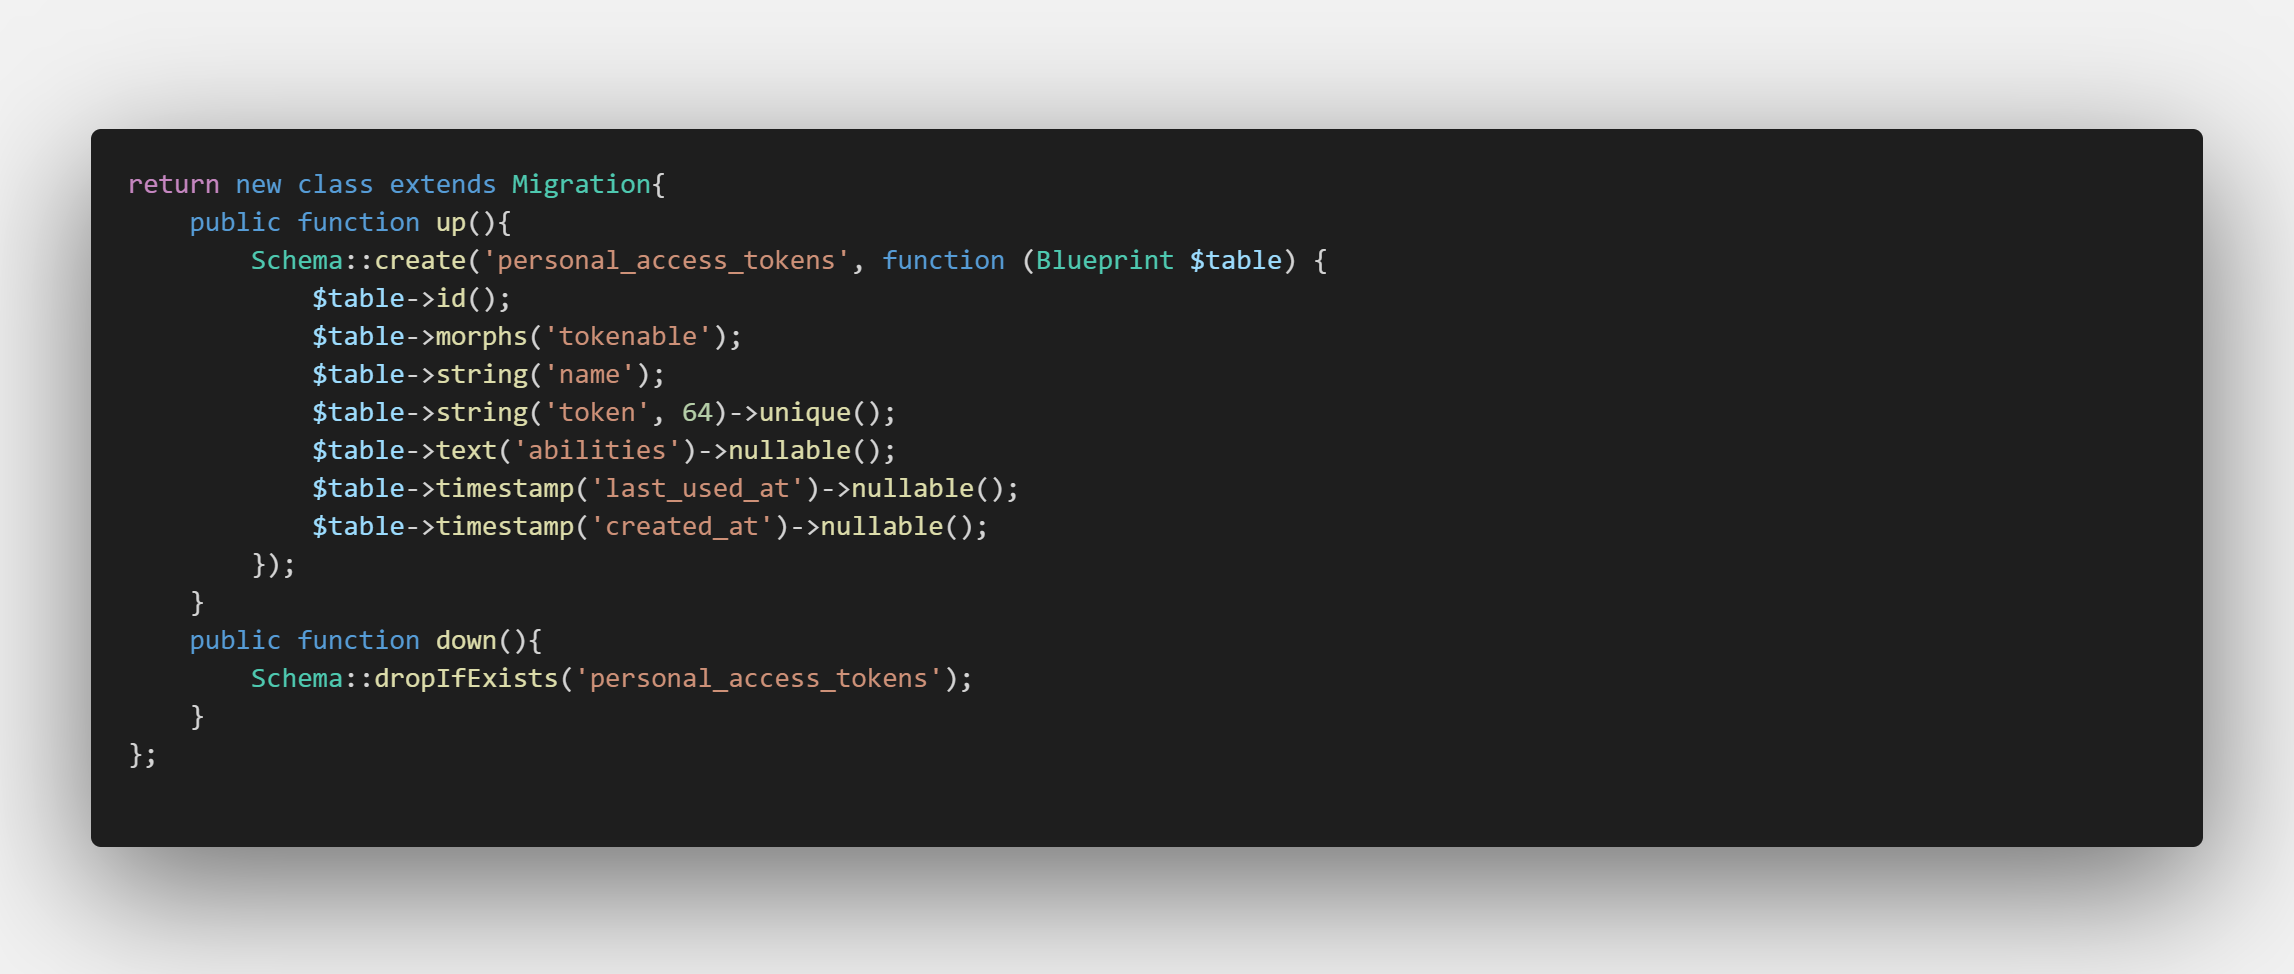 return new class extends Migration{
    public function up(){
        Schema::create('personal_access_tokens', function (Blueprint $table) {
            $table->id();
            $table->morphs('tokenable');
            $table->string('name');
            $table->string('token', 64)->unique();
            $table->text('abilities')->nullable();
            $table->timestamp('last_used_at')->nullable();
            $table->timestamp('created_at')->nullable();
        });
    }
    public function down(){
        Schema::dropIfExists('personal_access_tokens');
    }
};